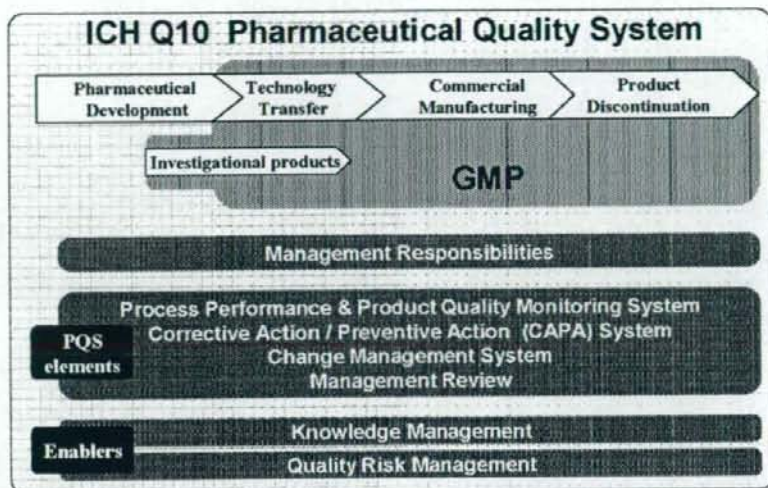 ICH Q10 Pharmaceutical Quality System
Pharmaceutical
Development
Technology
Transfer
Commercial
Manufacturing
Product
Discontinuation
Investigational products
GMP
Management Responsibilities
PQS
elements
Process Performance & Product Quality Monitoring System
Corrective Action / Preventive Action (CAPA) System
Change Management System
Management Review
Enablers
Knowledge Management
Quality Risk Management